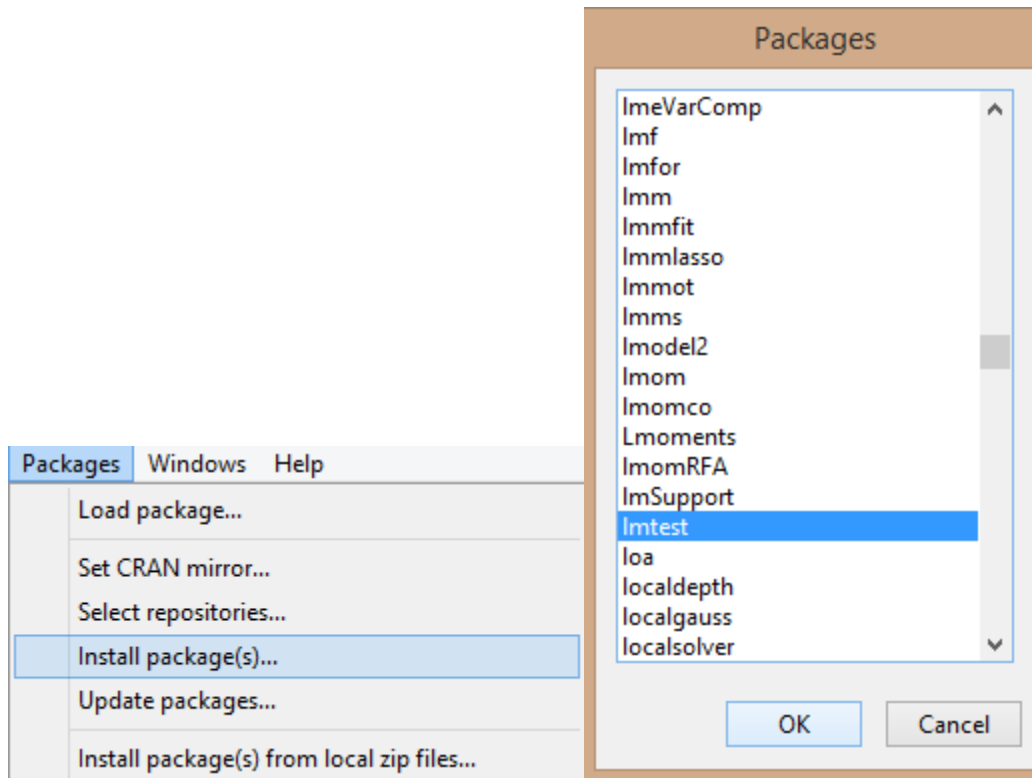 Packages Windows Help
Load package...
Set CRAN mirror...
Select repositories...
Install package(s)...
Update packages...
Install package(s) from local zip files...
Packages
lmeVarComp
lmf
lmfor
lmm
lmmfit
lmmlasso
lmmot
lmms
lmodel2
lmom
lmomco
Lmoments
lmomRFA
lmSupport
lmtest
loa
localdepth
localgauss
localsolver
OK Cancel